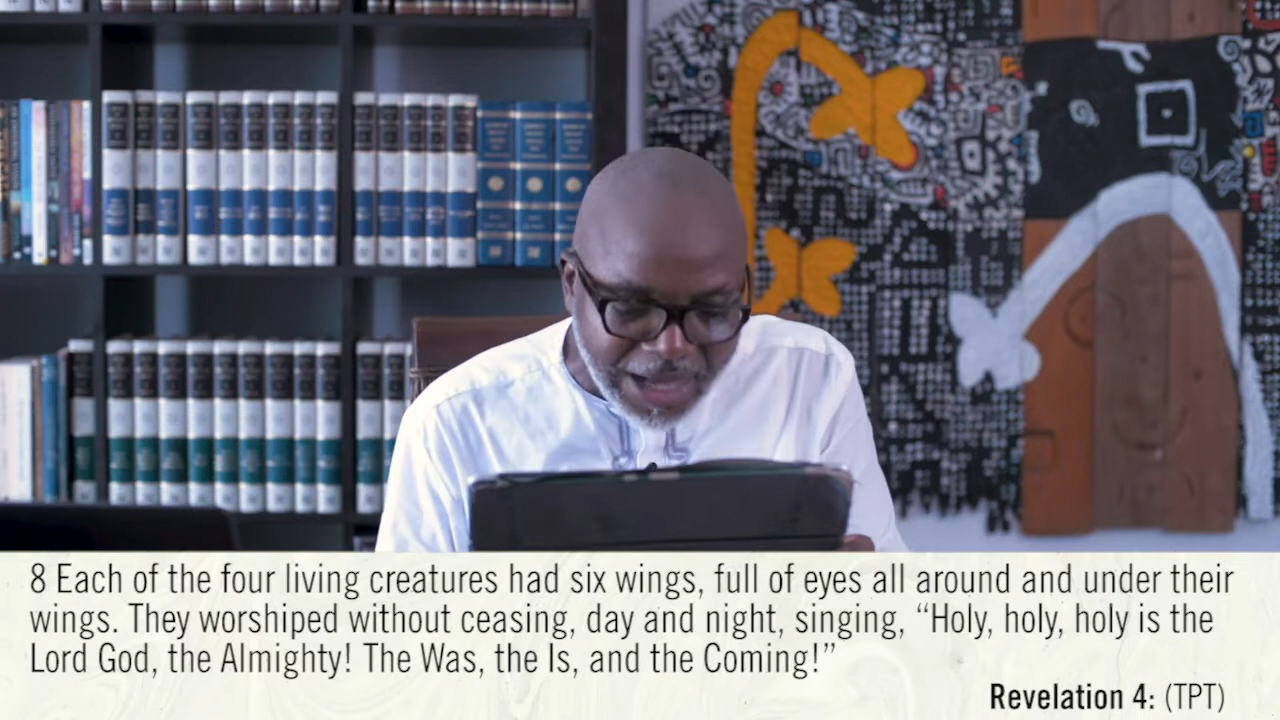 8 Each of the four living creatures had six wings, full of eyes all around and under their
wings. They worshiped without ceasing, day and night, singing, “Holy, holy, holy is the
Lord God, the Almighty! The Was, the Is, and the Coming!”
Revelation 4: (TPT)